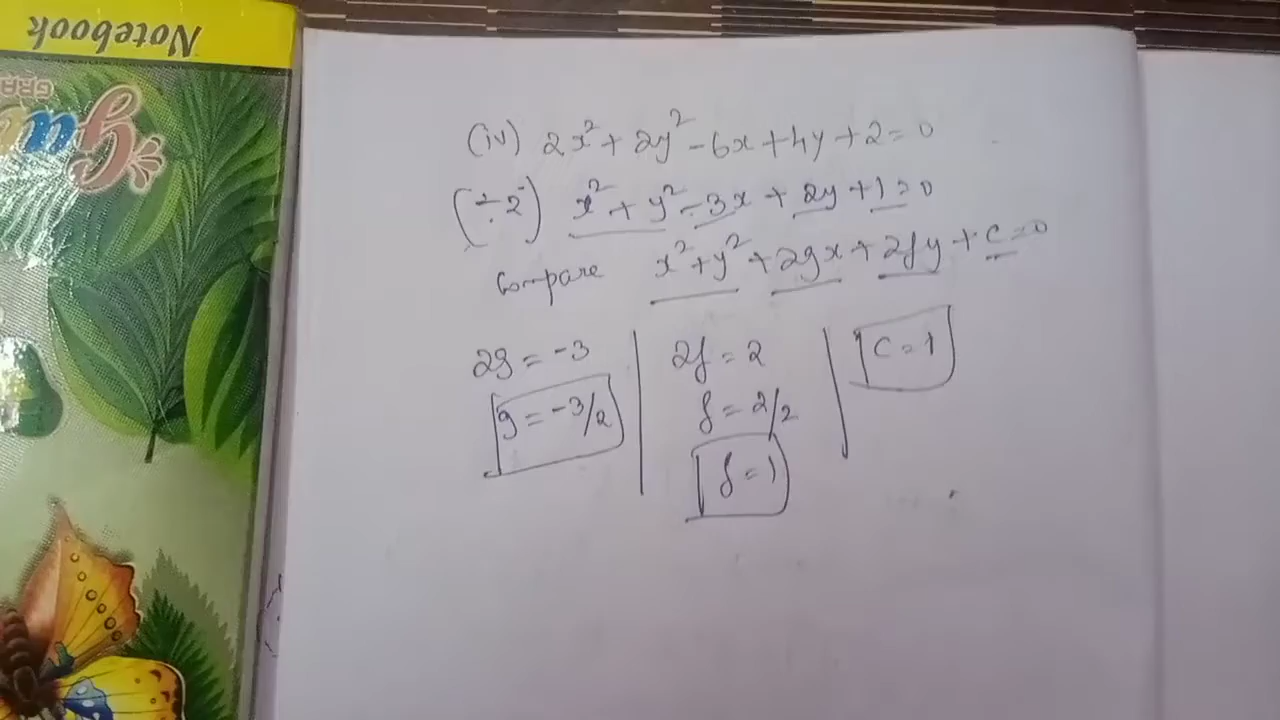 Notebook
GRA
(iv) 2x² + 2y² - 6x + 4y + 2 = 0
(÷ 2) x² + y² - 3x + 2y + 1 = 0
Compare x² + y² + 2gx + 2fy + c = 0
2g = -3
g = -3/2
2f = 2
f = 2/2
f = 1
c = 1